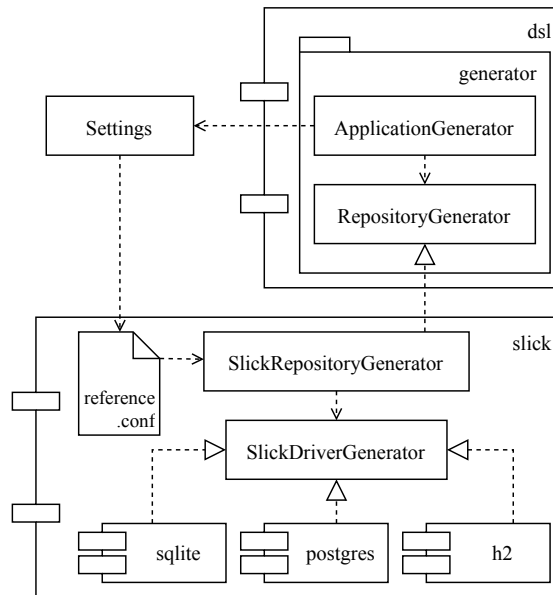 dsl
generator
Settings
ApplicationGenerator
RepositoryGenerator
slick
SlickRepositoryGenerator
reference
.conf
SlickDriverGenerator
sqlite
postgres
h2